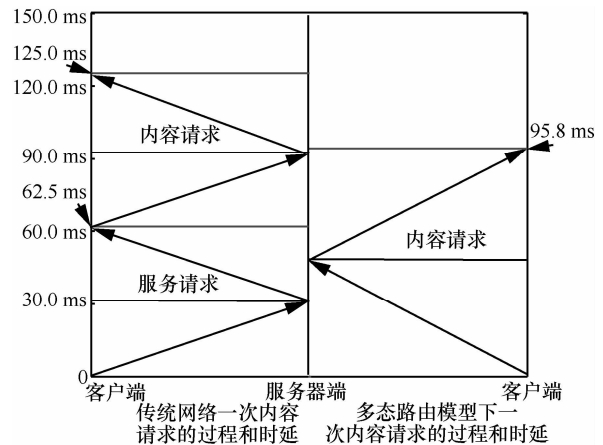 150.0 ms
125.0 ms
120.0 ms
内容请求
95.8 ms
90.0 ms
62.5 ms
60.0 ms
内容请求
服务请求
30.0 ms
0
客户端
服务器端
客户端
传统网络一次内容
请求的过程和时延
多态路由模型下一
次内容请求的过程和时延